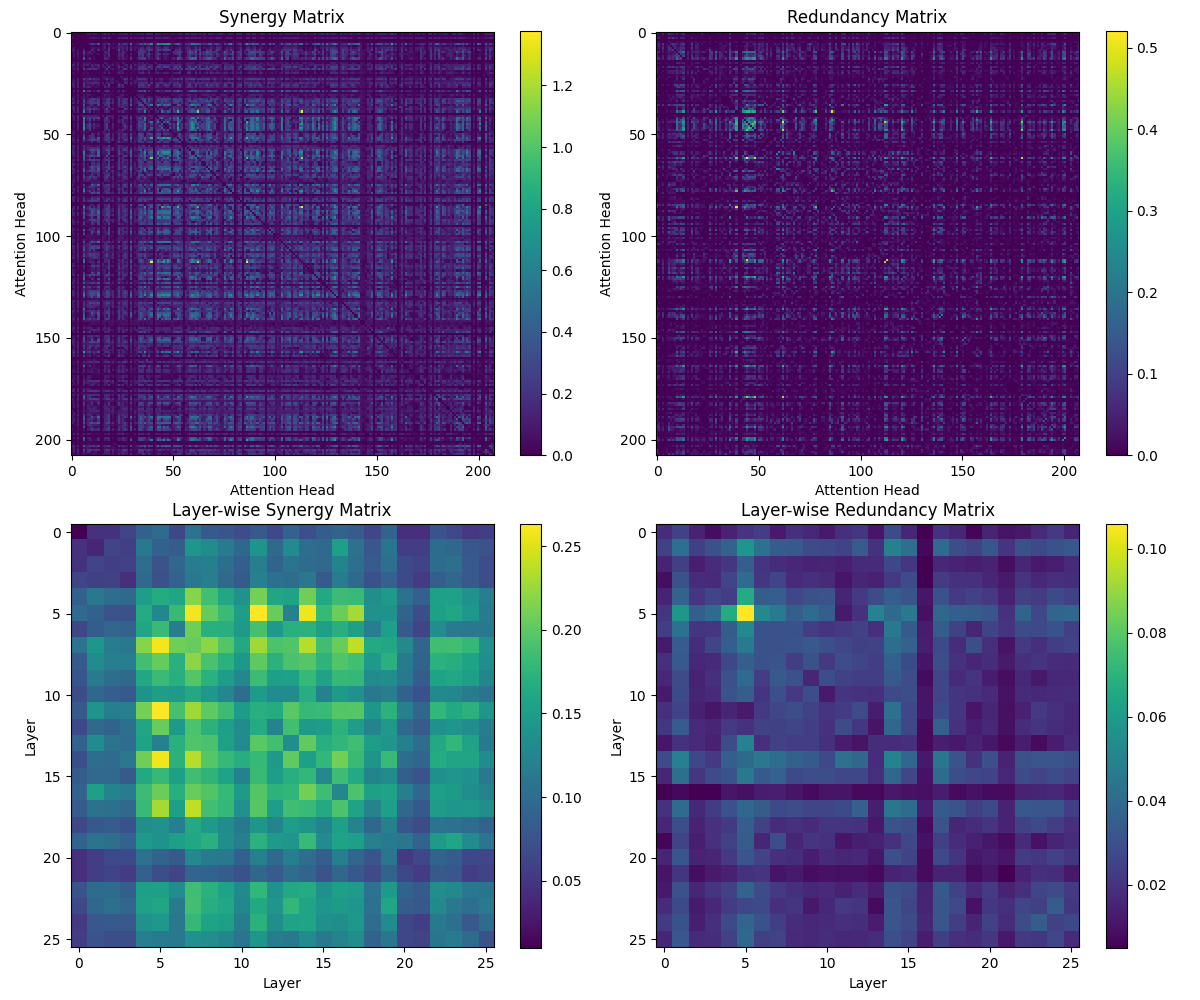 Synergy Matrix
0
50
100
150
200
0 50 100 150 200
Attention Head
Attention Head
1.2
1.0
0.8
0.6
0.4
0.2
0.0
Redundancy Matrix
0
50
100
150
200
0 50 100 150 200
Attention Head
Attention Head
0.5
0.4
0.3
0.2
0.1
0.0
Layer-wise Synergy Matrix
0
5
10
15
20
25
0 5 10 15 20 25
Layer
Layer
0.25
0.20
0.15
0.10
0.05
Layer-wise Redundancy Matrix
0
5
10
15
20
25
0 5 10 15 20 25
Layer
Layer
0.10
0.08
0.06
0.04
0.02